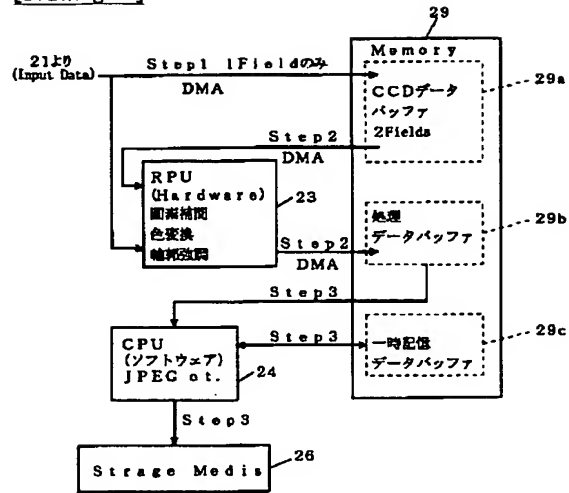 29
Memory
21より
(Input Data)
Step1 1Fieldのみ
DMA
29a
CCDデータ
バッファ
2Fields
Step2
DMA
RPU
(Hardware)
画素補間
色変換
輪郭強調
23
処理
データバッファ
29b
Step2
DMA
Step3
CPU
(ソフトウェア)
JPEG ot.
24
Step3
一時記憶
データバッファ
29c
Step3
Strage Medis
26